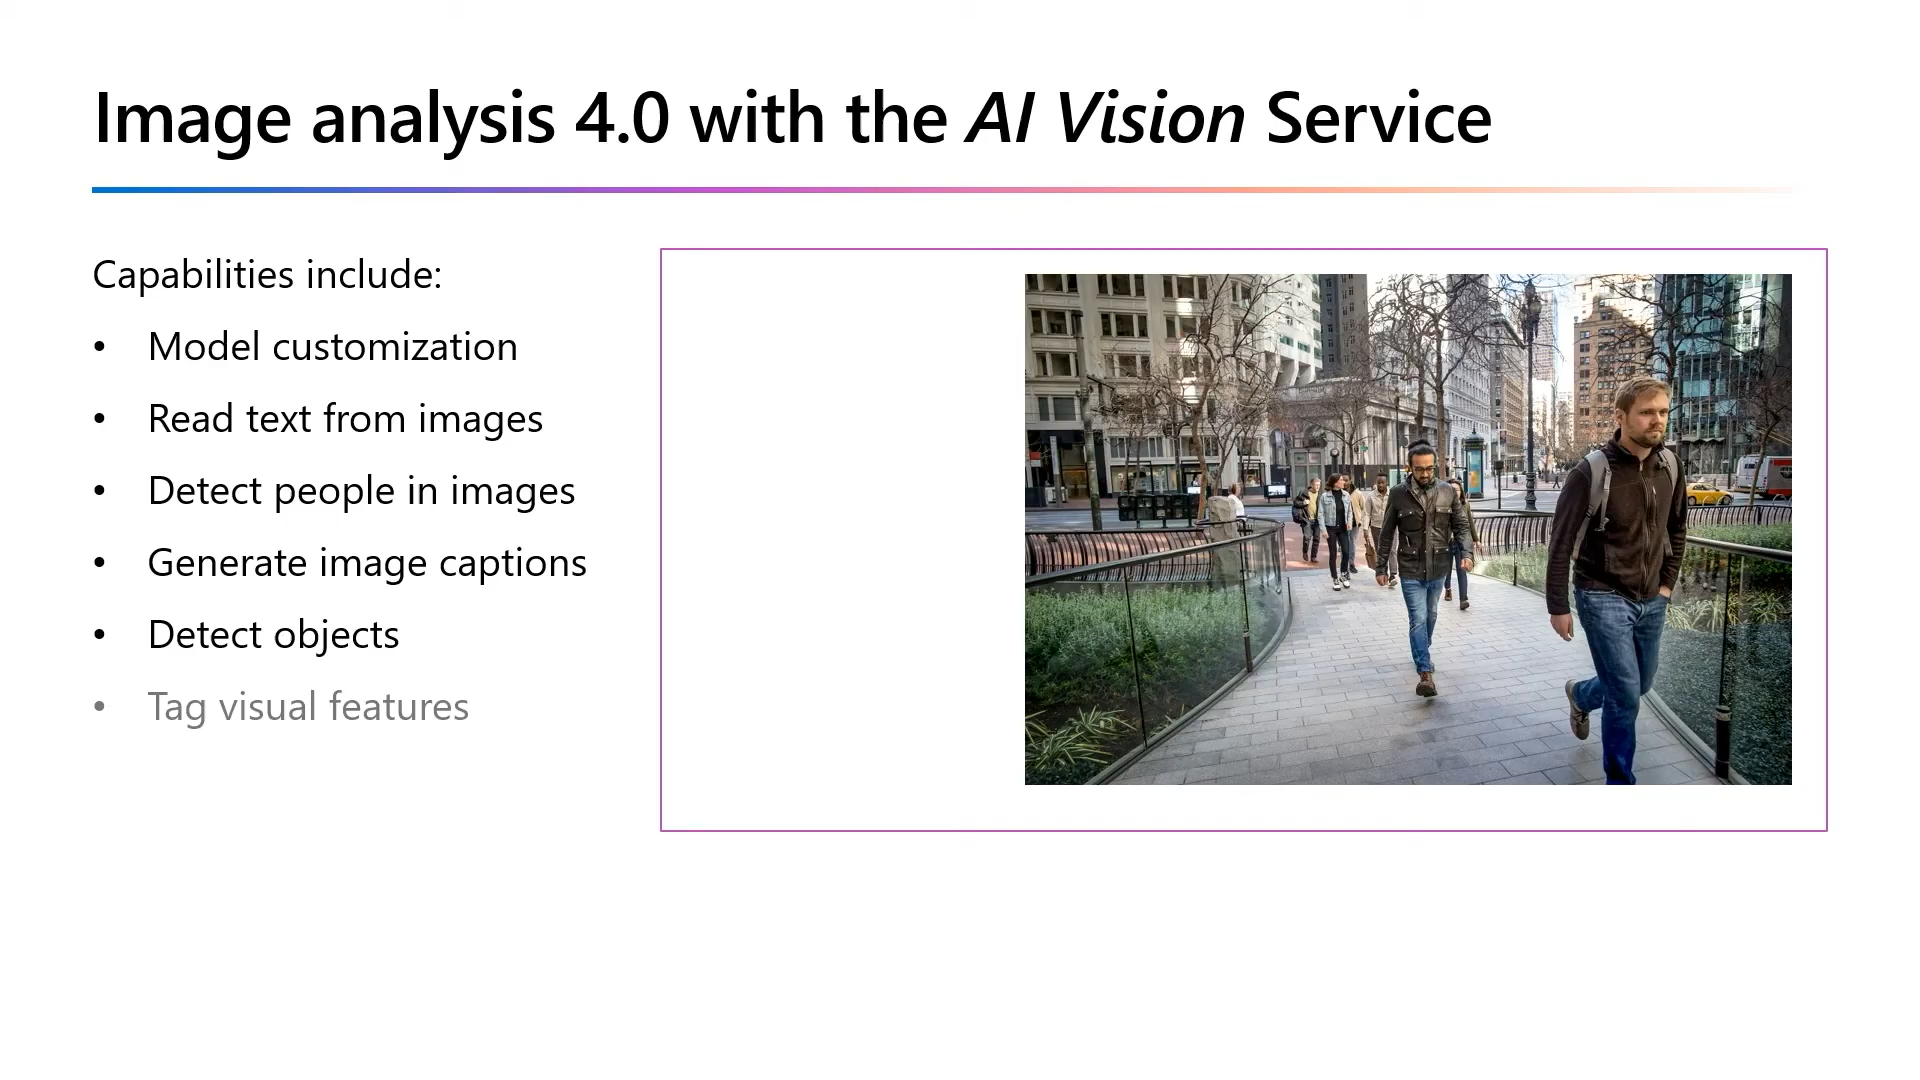 Image analysis 4.0 with the AI Vision Service
Capabilities include:
• Model customization
• Read text from images
• Detect people in images
• Generate image captions
• Detect objects
• Tag visual features